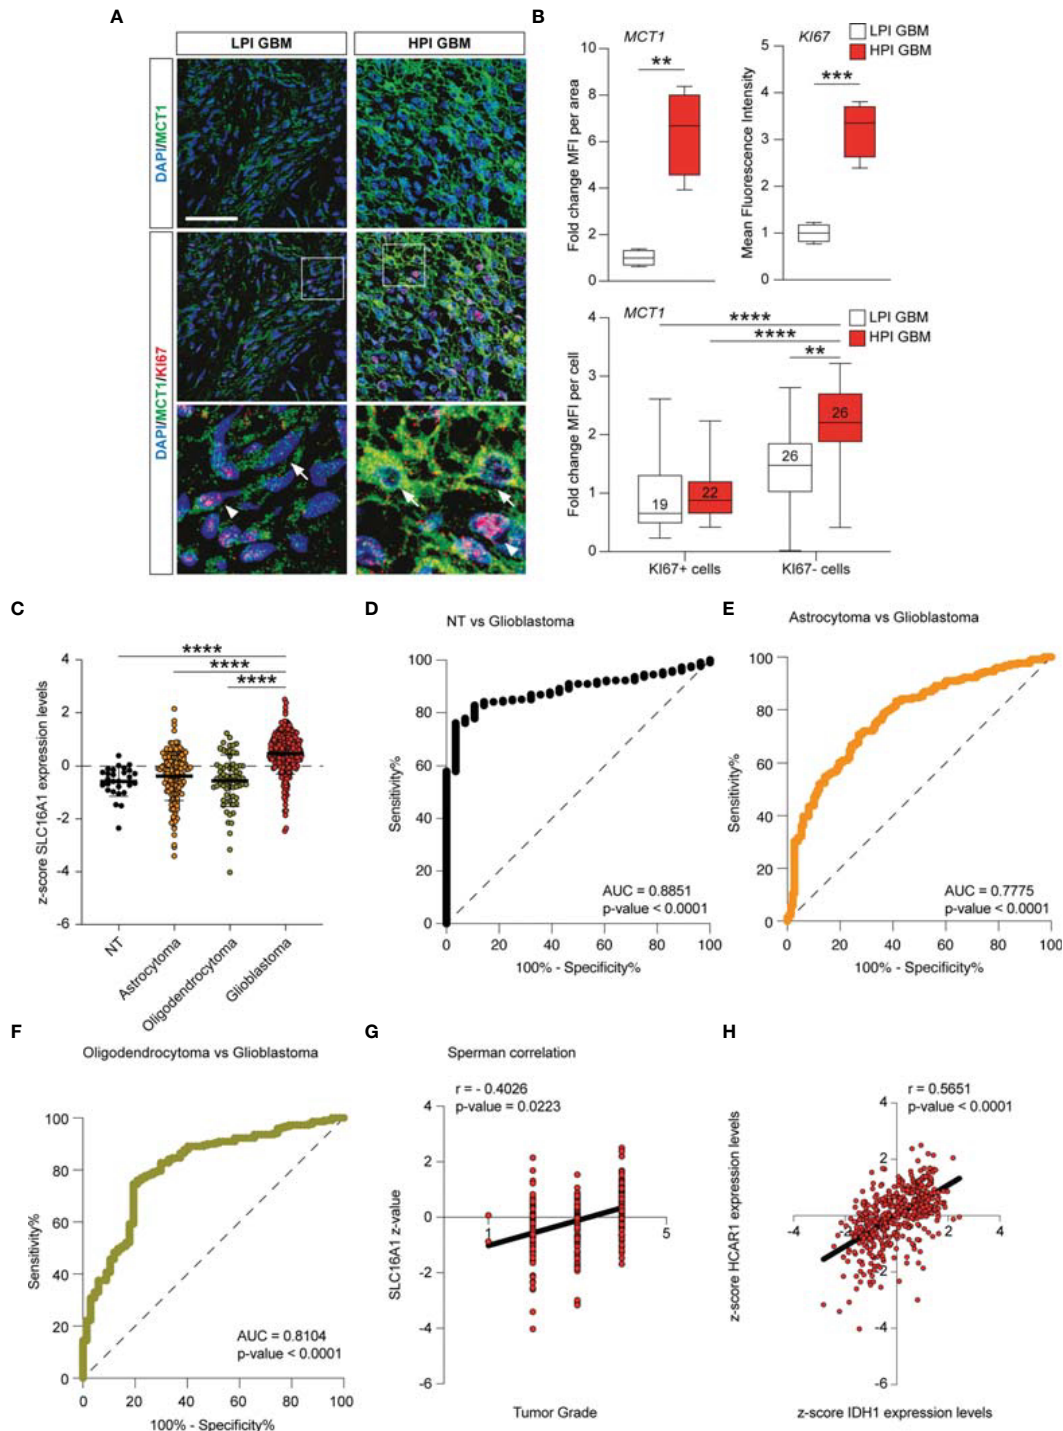 A
LPI GBM
HPI GBM
DAPI/MCT1
DAPI/MCT1/KI67
B
MCT1
LPI GBM
HPI GBM
**
Fold change MFI per area
10
8
6
4
2
0
KI67
***
Mean Fluorescence Intensity
5
4
3
2
1
0
MCT1
LPI GBM
HPI GBM
****
****
**
Fold change MFI per cell
4
3
2
1
0
19
22
26
26
KI67+ cells
KI67- cells
C
****
****
****
z-score SLC16A1 expression levels
4
2
0
-2
-4
-6
NT
Astrocytoma
Oligodendrocytoma
Glioblastoma
D
NT vs Glioblastoma
Sensitivity%
100
80
60
40
20
0
AUC = 0.8851
p-value < 0.0001
0 20 40 60 80 100
100% - Specificity%
E
Astrocytoma vs Glioblastoma
Sensitivity%
100
80
60
40
20
0
AUC = 0.7775
p-value < 0.0001
0 20 40 60 80 100
100% - Specificity%
F
Oligodendrocytoma vs Glioblastoma
Sensitivity%
100
80
60
40
20
0
AUC = 0.8104
p-value < 0.0001
0 20 40 60 80 100
100% - Specificity%
G
Sperman correlation
r = - 0.4026
p-value = 0.0223
SLC16A1 z-value
4
2
0
-2
-4
-6
1
5
Tumor Grade
H
r = 0.5651
p-value < 0.0001
z-score HCAR1 expression levels
4
2
-4
-2
2
4
-2
-4
-6
z-score IDH1 expression levels